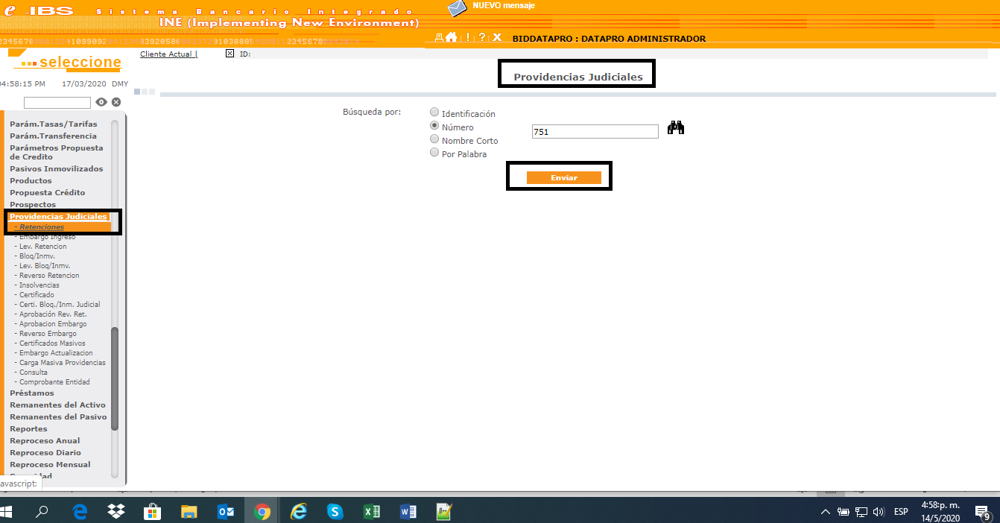 e-IBS Sistema Bancario Integrado
INE (Implementing New Environment)
NUEVO mensaje
! ? X BIDDATAPRO : DATAPRO ADMINISTRADOR
seleccione
Cliente Actual [
ID:
04:58:15 PM 17/03/2020 DMY
Providencias Judiciales
Búsqueda por:
Identificación
Número
Nombre Corto
Por Palabra
751
Enviar
Parám.Tasas/Tarifas
Parám.Transferencia
Parámetros Propuesta
de Credito
Pasivos Inmovilizados
Productos
Propuesta Crédito
Prospectos
Providencias Judiciales
- Retenciones
- Embargo Ingreso
- Lev. Retencion
- Bloq/Inmv.
- Lev. Bloq/Inmv.
- Reverso Retencion
- Insolvencias
- Certificado
- Certi. Bloq./Inm. Judicial
- Aprobación Rev. Ret.
- Aprobacion Embargo
- Reverso Embargo
- Certificados Masivos
- Embargo Actualizacion
- Carga Masiva Providencias
- Consulta
- Comprobante Entidad
Préstamos
Remanentes del Activo
Remanentes del Pasivo
Reportes
Reproceso Anual
Reproceso Diario
Reproceso Mensual
avascript:
ESP
4:58:p. m.
14/5/2020
9